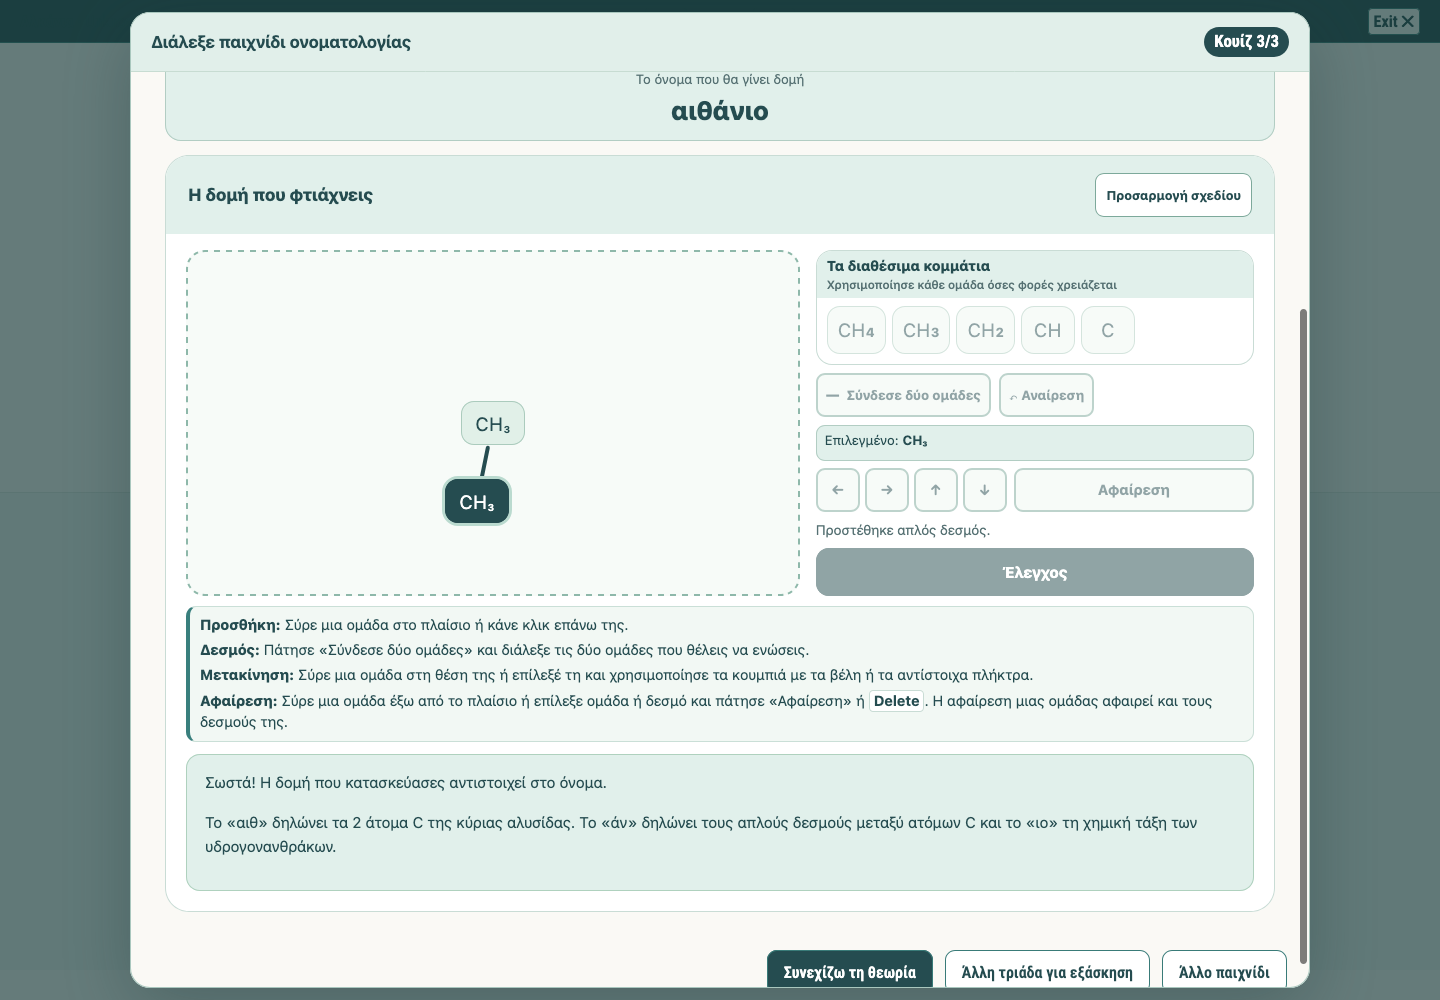 Exit ✕
Διάλεξε παιχνίδι ονοματολογίας
Κουίζ 3/3
Το όνομα που θα γίνει δομή
αιθάνιο
Η δομή που φτιάχνεις
Προσαρμογή σχεδίου
CH₃
CH₃
Τα διαθέσιμα κομμάτια
Χρησιμοποίησε κάθε ομάδα όσες φορές χρειάζεται
CH₄ CH₃ CH₂ CH C
— Σύνδεσε δύο ομάδες
↶ Αναίρεση
Επιλεγμένο: CH₃
← → ↑ ↓ Αφαίρεση
Προστέθηκε απλός δεσμός.
Έλεγχος
Προσθήκη: Σύρε μια ομάδα στο πλαίσιο ή κάνε κλικ επάνω της.
Δεσμός: Πάτησε «Σύνδεσε δύο ομάδες» και διάλεξε τις δύο ομάδες που θέλεις να ενώσεις.
Μετακίνηση: Σύρε μια ομάδα στη θέση της ή επίλεξέ τη και χρησιμοποίησε τα κουμπιά με τα βέλη ή τα αντίστοιχα πλήκτρα.
Αφαίρεση: Σύρε μια ομάδα έξω από το πλαίσιο ή επίλεξε ομάδα ή δεσμό και πάτησε «Αφαίρεση» ή Delete. Η αφαίρεση μιας ομάδας αφαιρεί και τους
δεσμούς της.
Σωστά! Η δομή που κατασκεύασες αντιστοιχεί στο όνομα.
Το «αιθ» δηλώνει τα 2 άτομα C της κύριας αλυσίδας. Το «άν» δηλώνει τους απλούς δεσμούς μεταξύ ατόμων C και το «ιο» τη χημική τάξη των
υδρογονανθράκων.
Συνεχίζω τη θεωρία
Άλλη τριάδα για εξάσκηση
Άλλο παιχνίδι